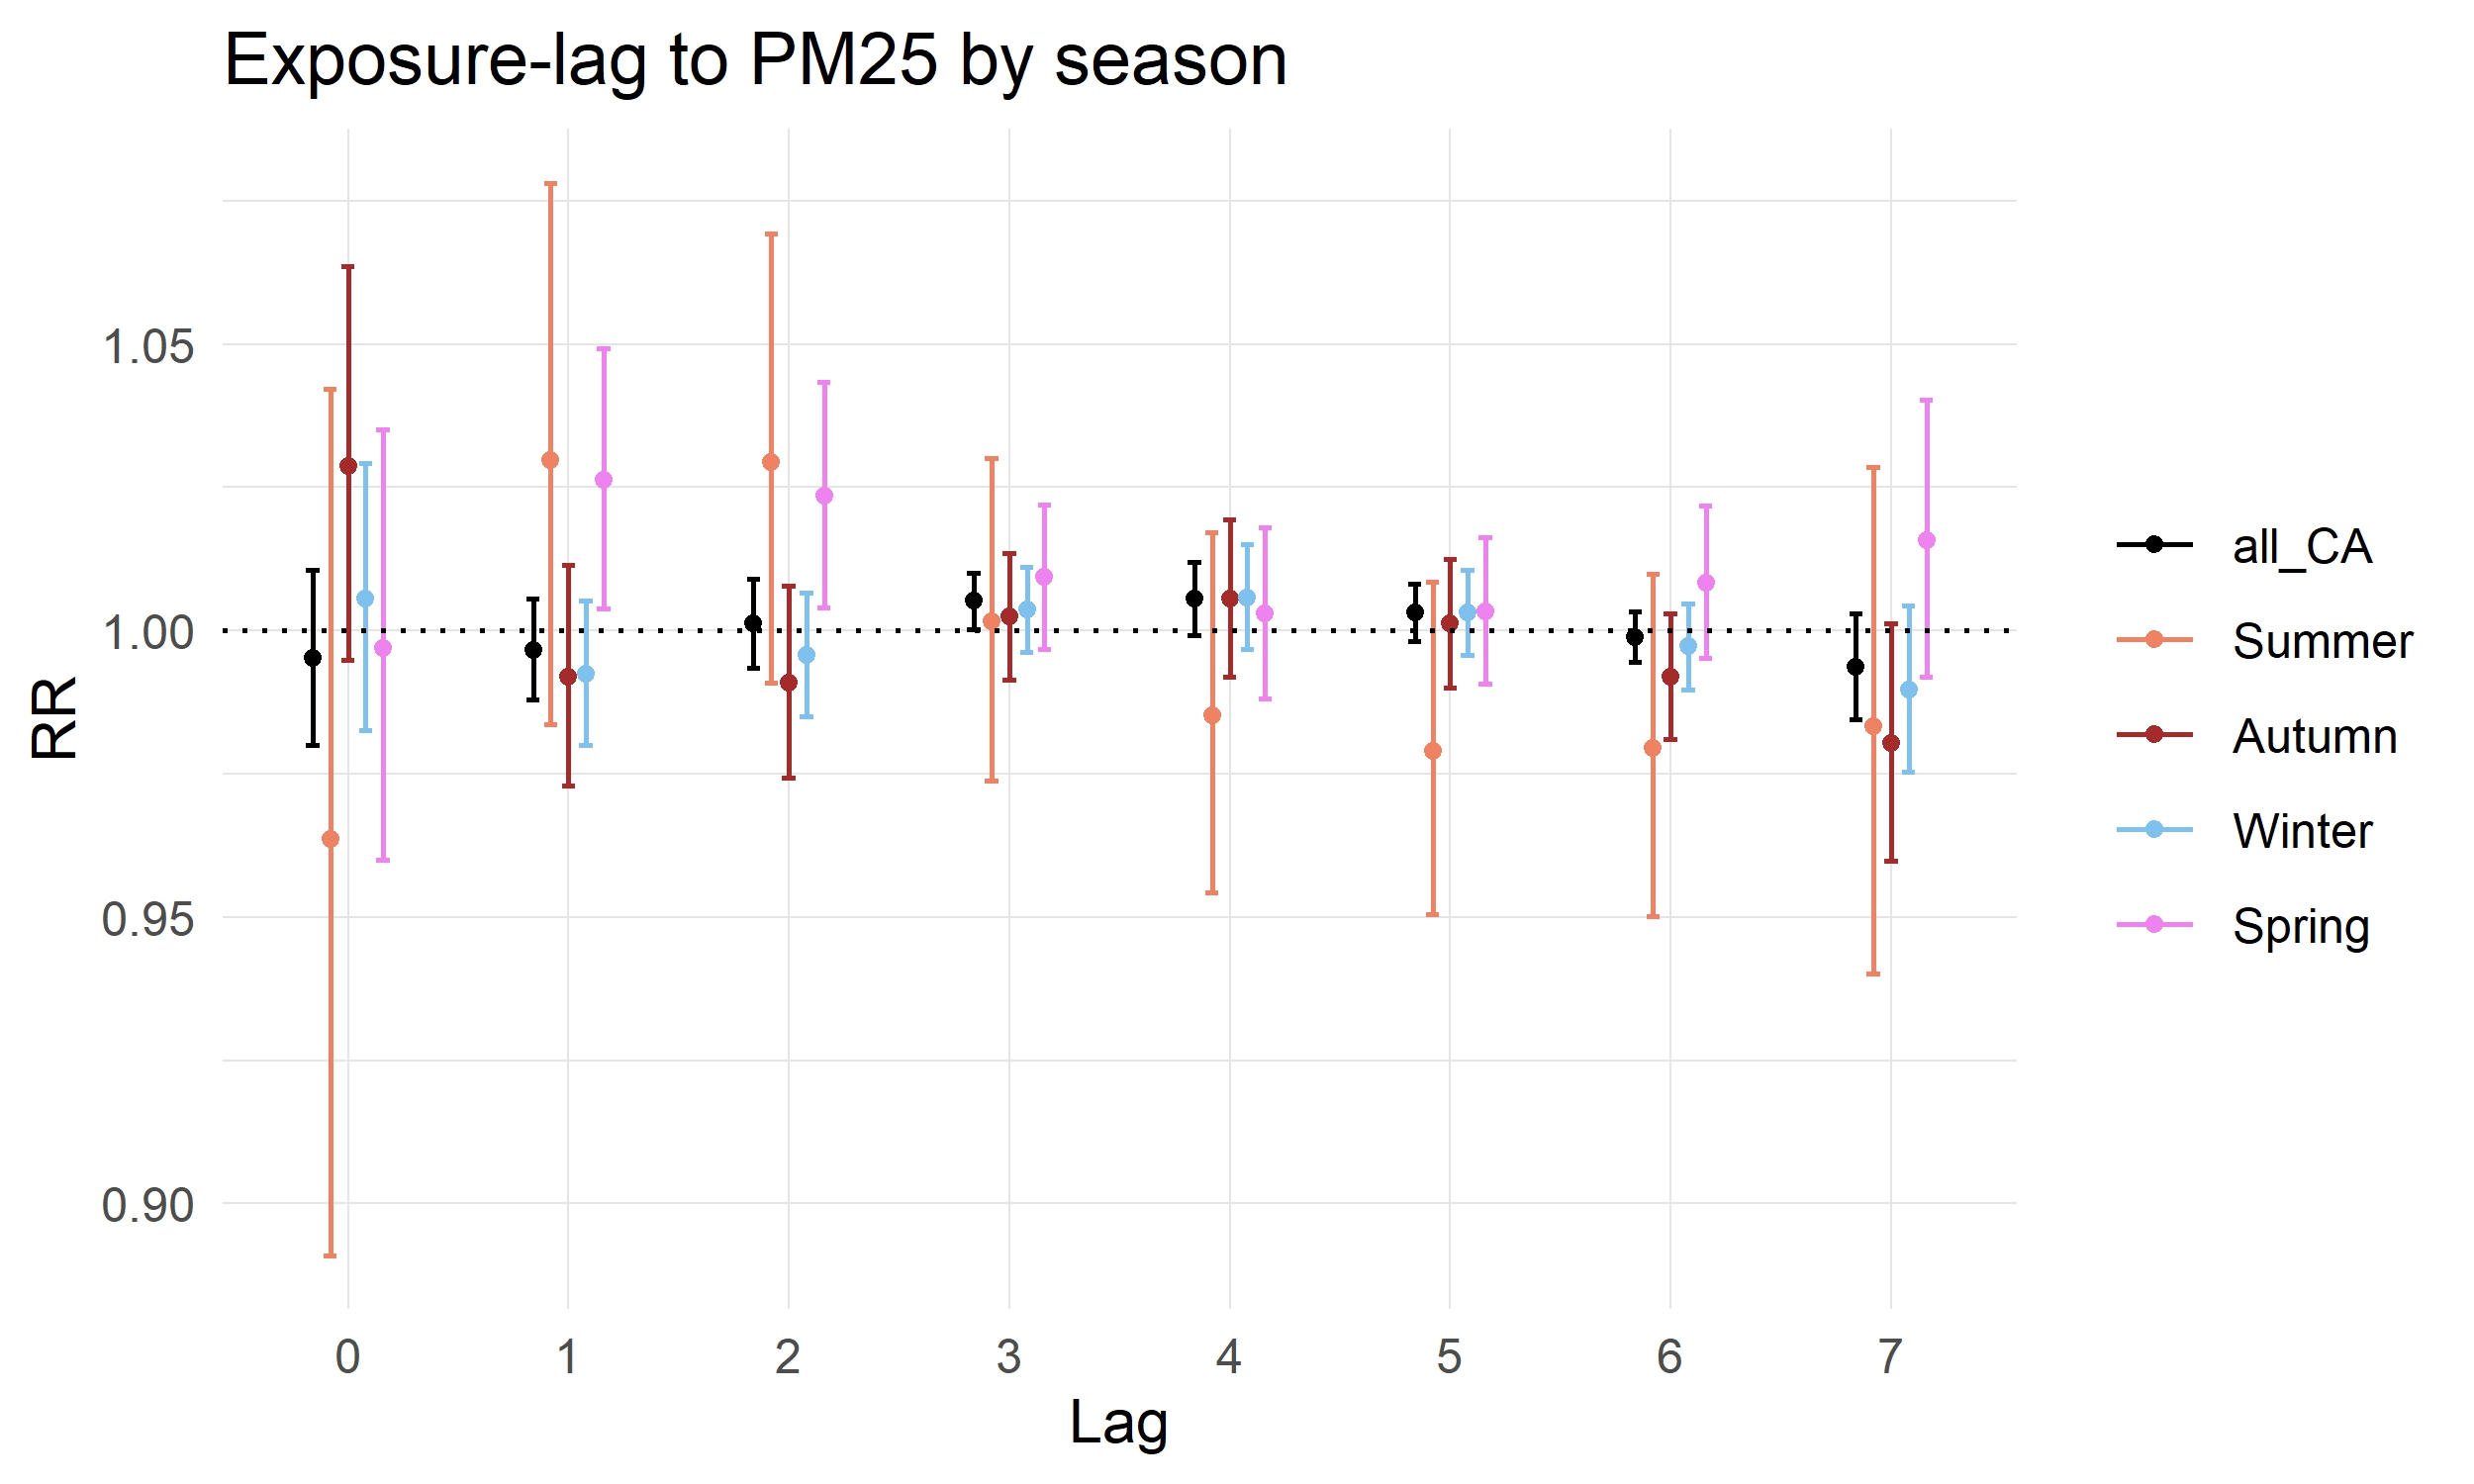 Exposure-lag to PM25 by season
1.05
1.00
0.95
0.90
RR
0 1 2 3 4 5 6 7
Lag
all_CA
Summer
Autumn
Winter
Spring